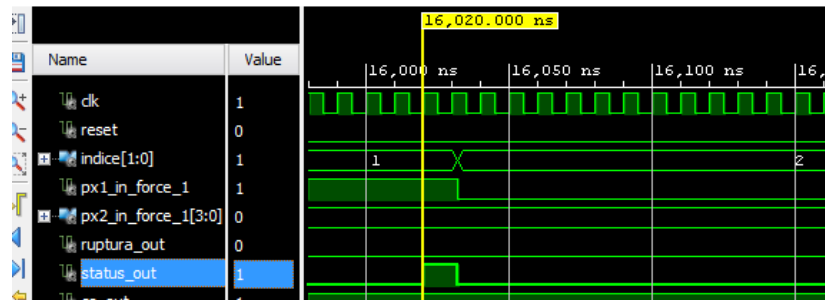 16,020.000 ns
Name Value
16,000 ns 16,050 ns 16,100 ns 16,
clk 1
reset 0
indice[1:0] 1 1 2
px1_in_force_1 1
px2_in_force_1[3:0] 0
ruptura_out 0
status_out 1